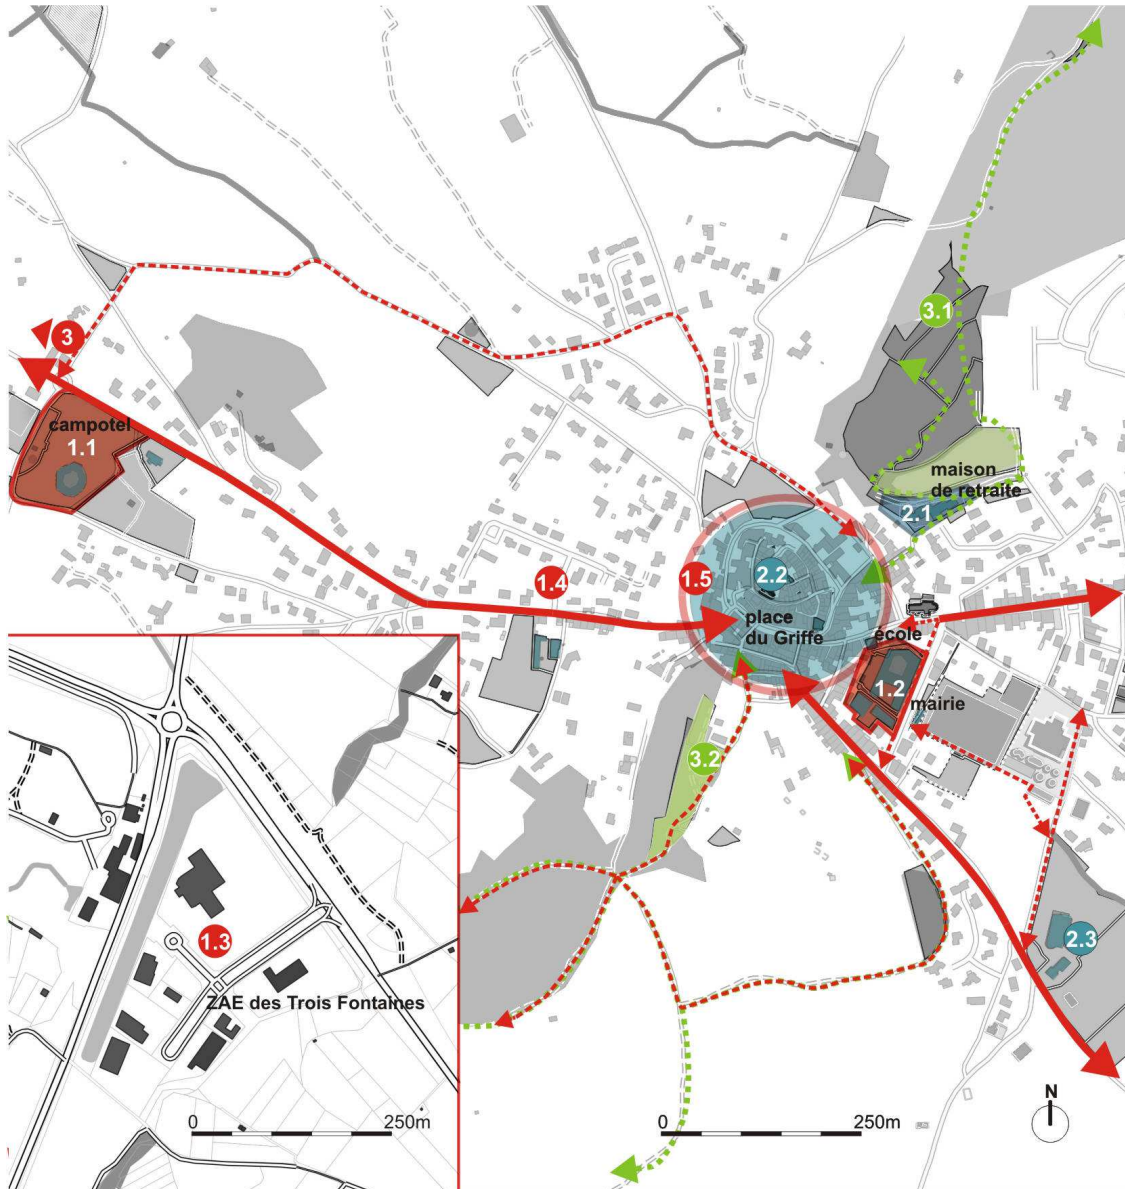 3.1
3
campotel
1.1
maison
de retraite
2.1
1.4
1.5
2.2
place
du Griffe
école
1.2
mairie
3.2
1.3
2.3
ZAE des Trois Fontaines
N
0
250m
0
250m